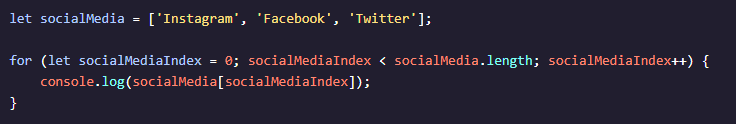 let socialMedia = ['Instagram', 'Facebook', 'Twitter'];
for (let socialMediaIndex = 0; socialMediaIndex < socialMedia.length; socialMediaIndex++) {
    console.log(socialMedia[socialMediaIndex]);
}